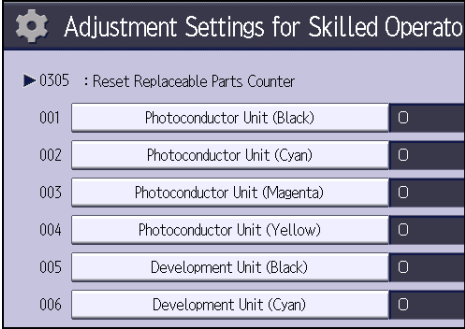 Adjustment Settings for Skilled Operato
▶ 0305 : Reset Replaceable Parts Counter
001 Photoconductor Unit (Black) 0
002 Photoconductor Unit (Cyan) 0
003 Photoconductor Unit (Magenta) 0
004 Photoconductor Unit (Yellow) 0
005 Development Unit (Black) 0
006 Development Unit (Cyan) 0